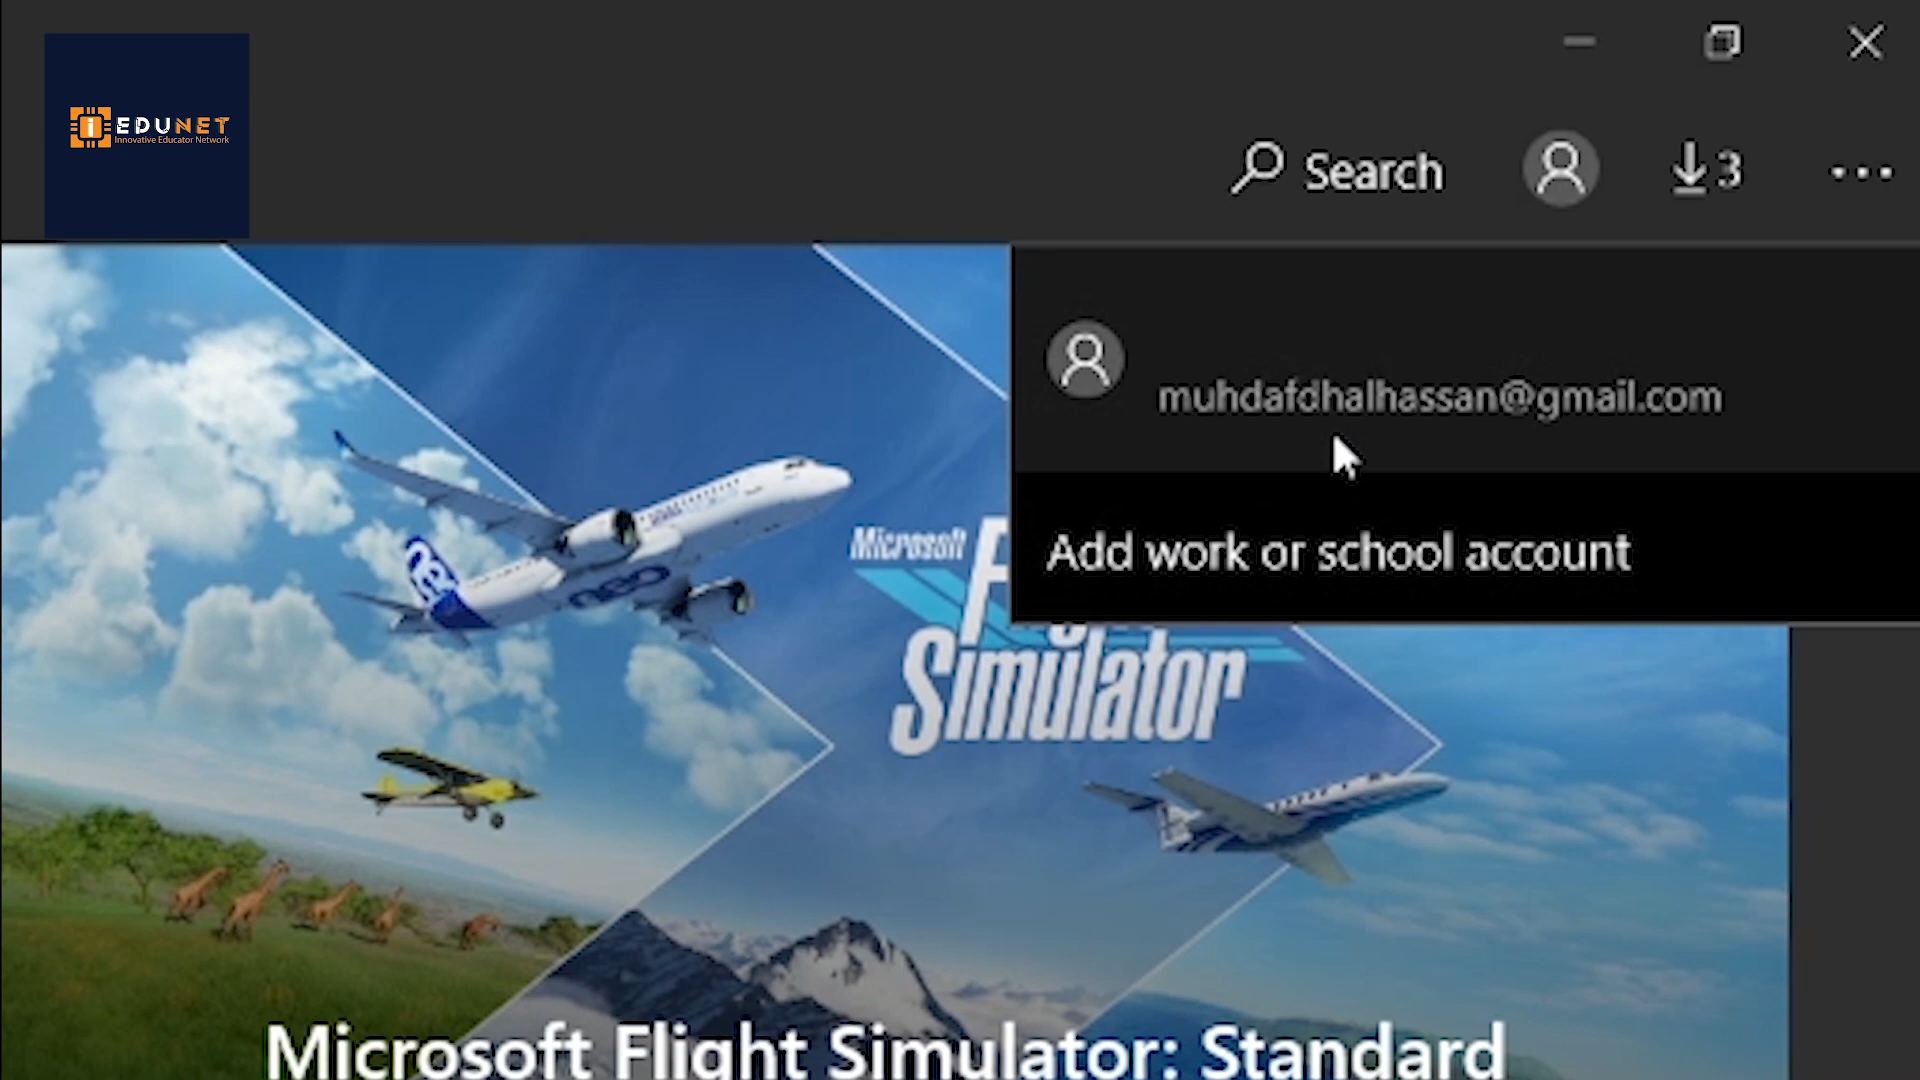 i EDUNET
Innovative Educator Network
Search
3
muhdafdhalhassan@gmail.com
Add work or school account
Microsoft
Simulator
neo
Microsoft Flight Simulator: Standard